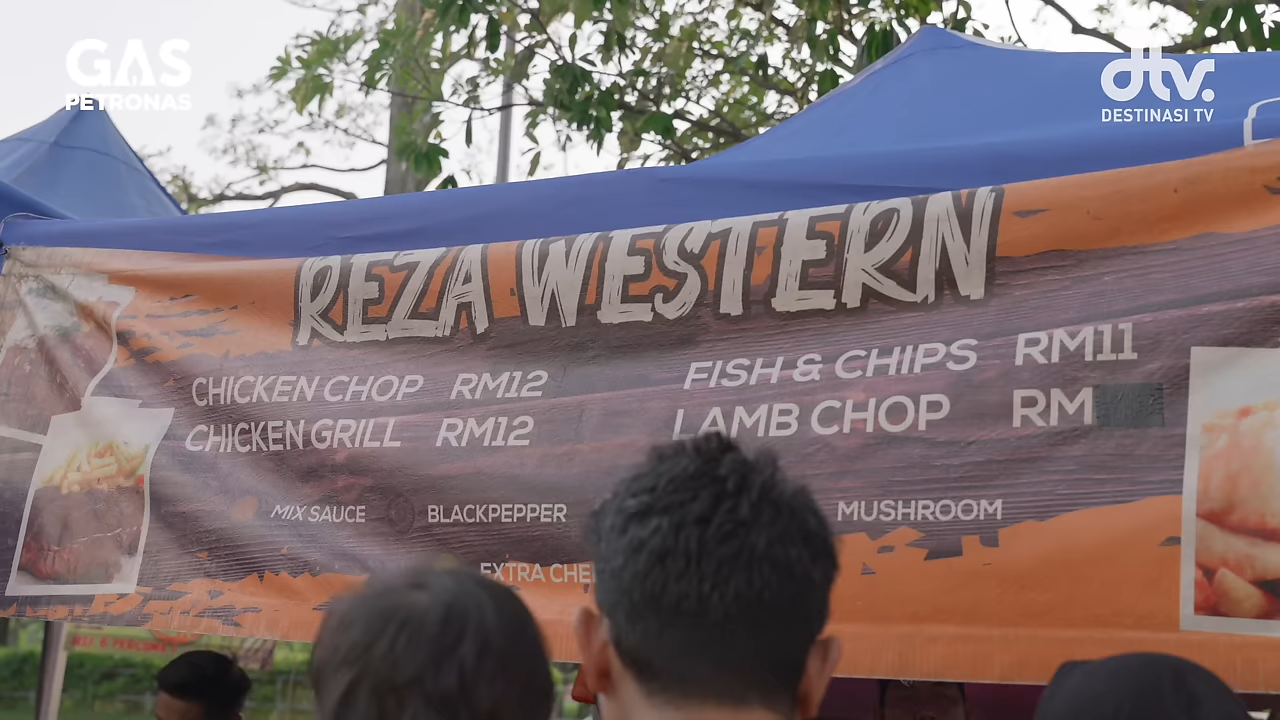 GAS
PETRONAS
dtv.
DESTINASI TV
REZA WESTERN
CHICKEN CHOP RM12
CHICKEN GRILL RM12
FISH & CHIPS RM11
LAMB CHOP RM
MIX SAUCE BLACKPEPPER MUSHROOM
EXTRA